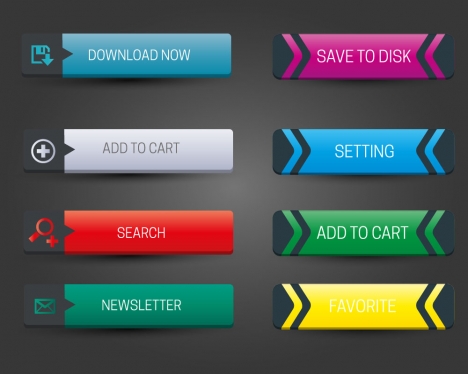 DOWNLOAD NOW
SAVE TO DISK
ADD TO CART
SETTING
SEARCH
ADD TO CART
NEWSLETTER
FAVORITE